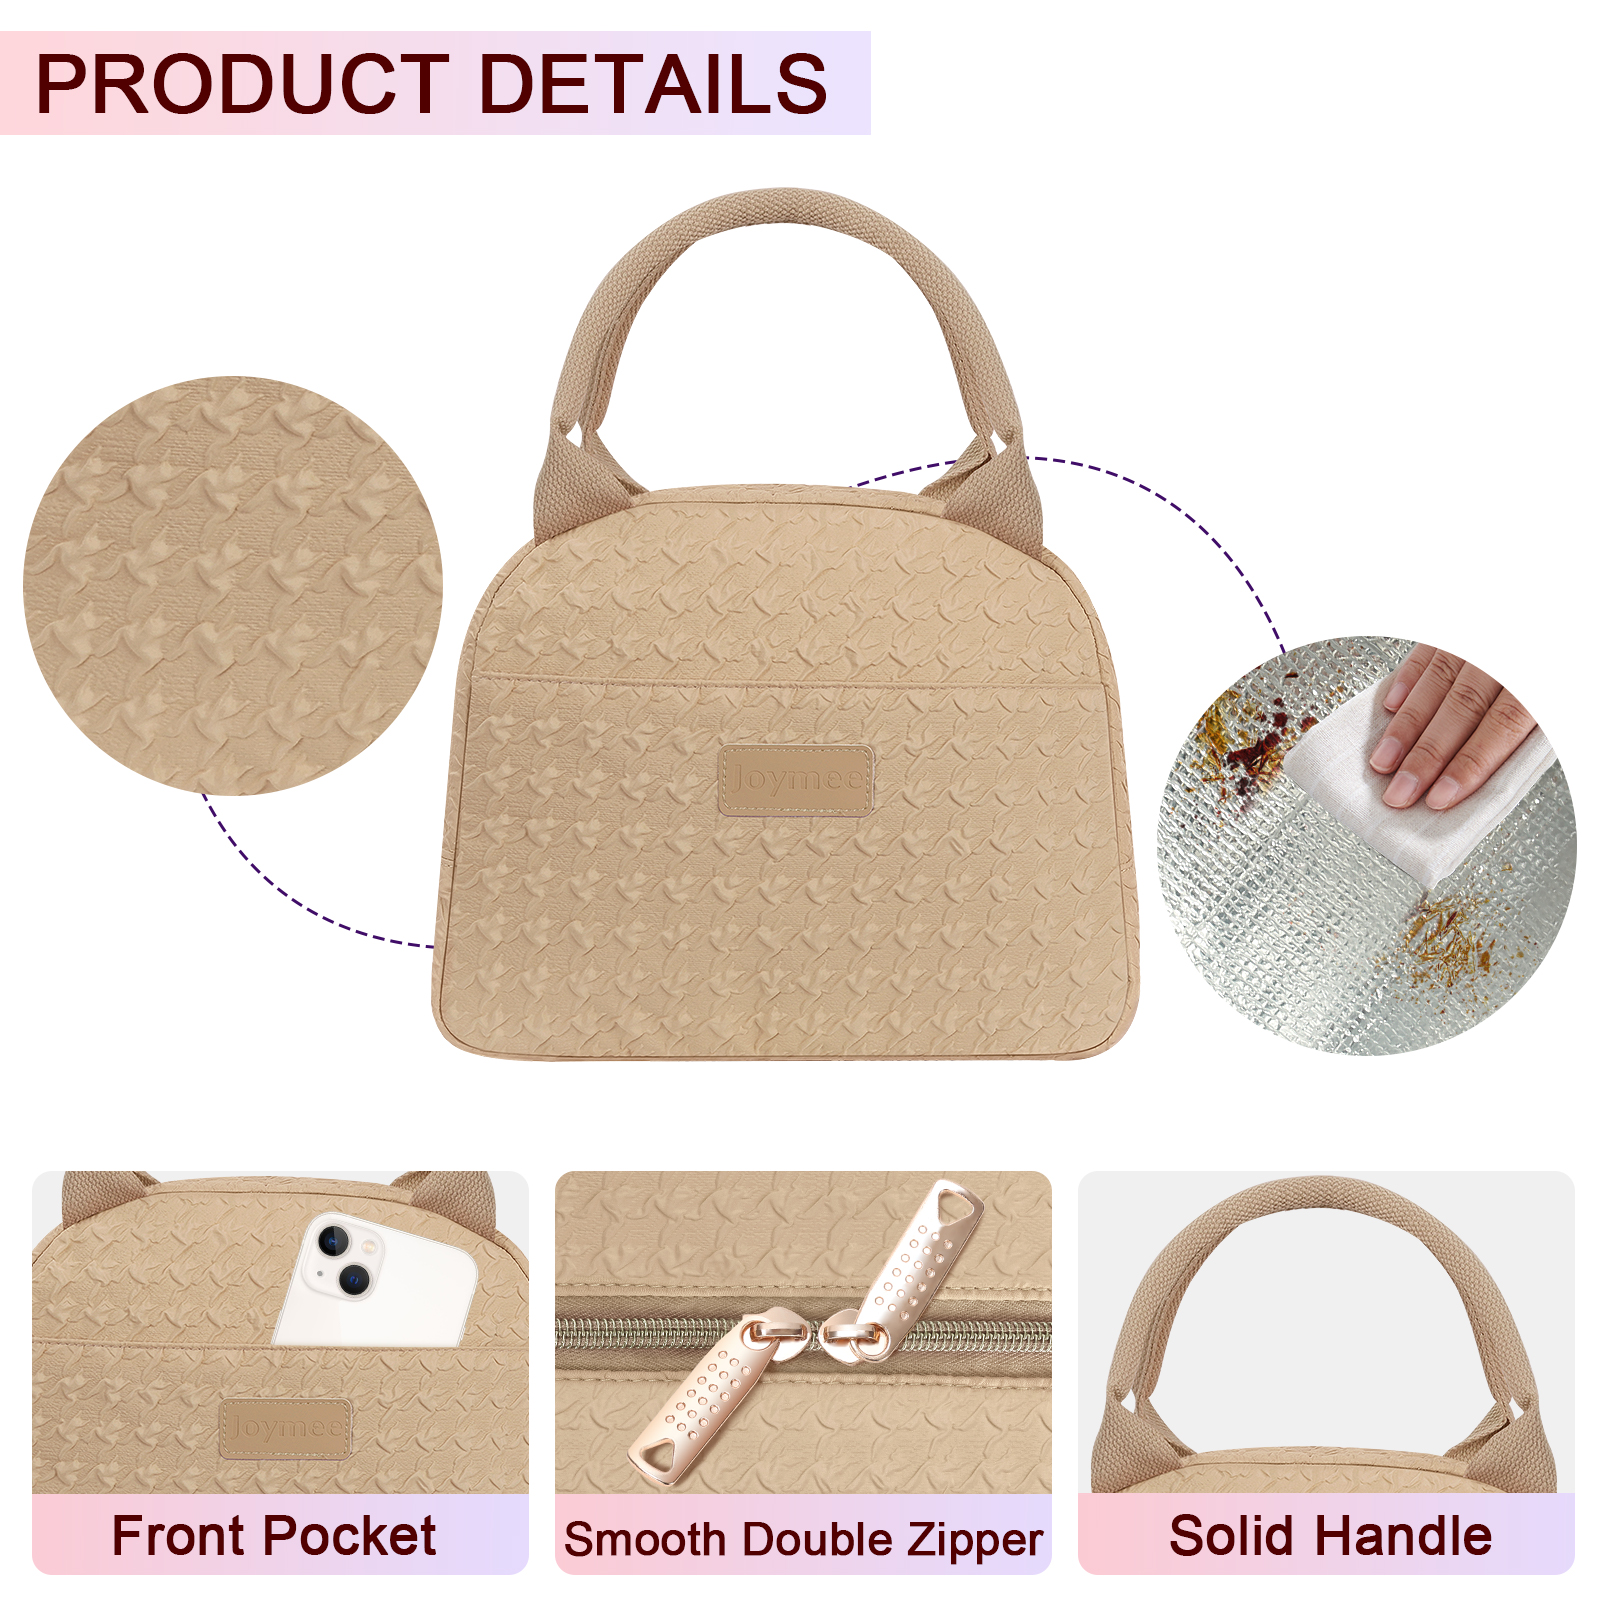 PRODUCT DETAILS
Joymee
Joymee
Front Pocket
Smooth Double Zipper
Solid Handle